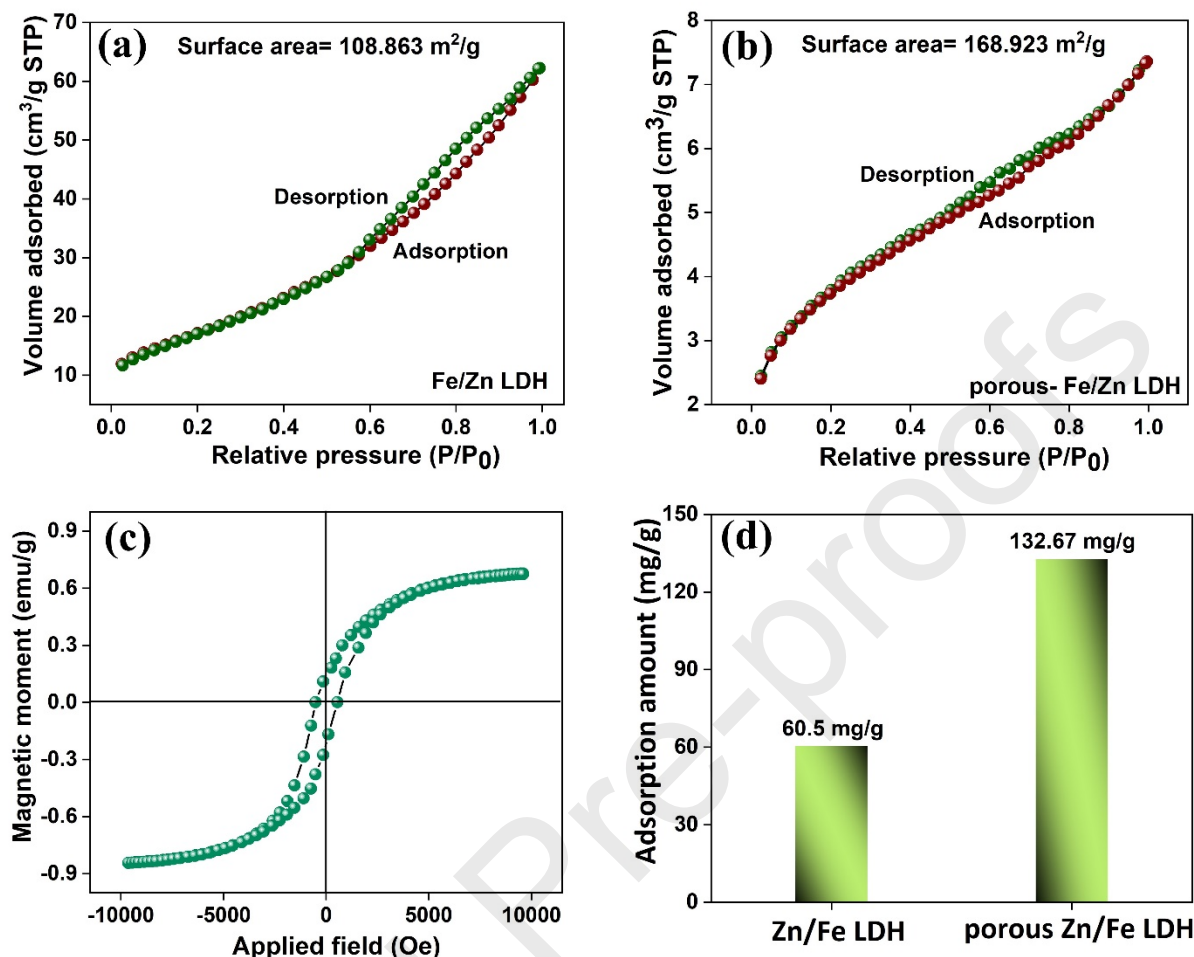 (a)
Surface area= 108.863 m²/g
Volume adsorbed (cm³/g STP)
70
60
50
40
30
20
10
Desorption
Adsorption
Fe/Zn LDH
0.0 0.2 0.4 0.6 0.8 1.0
Relative pressure (P/P₀)
(b)
Surface area= 168.923 m²/g
Volume adsorbed (cm³/g STP)
8
7
6
5
4
3
2
Desorption
Adsorption
porous- Fe/Zn LDH
0.0 0.2 0.4 0.6 0.8 1.0
Relative pressure (P/P₀)
(c)
Magnetic moment (emu/g)
0.9
0.6
0.3
0.0
-0.3
-0.6
-0.9
-10000 -5000 0 5000 10000
Applied field (Oe)
(d)
Adsorption amount (mg/g)
150
120
90
60
30
0
60.5 mg/g
132.67 mg/g
Zn/Fe LDH porous Zn/Fe LDH
Pre-proofs